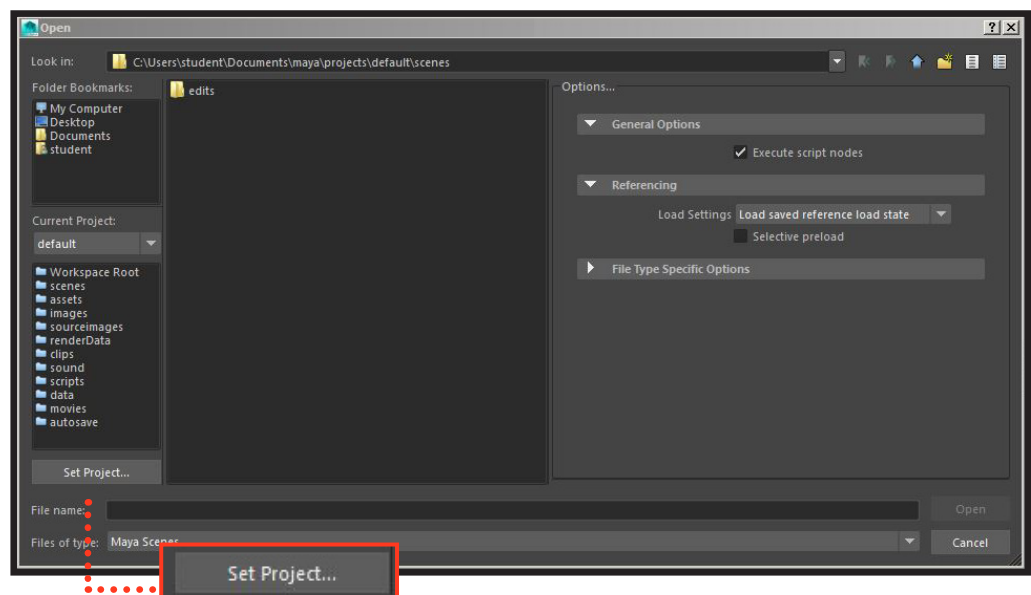 Open
Look in: C:\Users\student\Documents\maya\projects\default\scenes
Folder Bookmarks:
My Computer
Desktop
Documents
student
Current Project:
default
Workspace Root
scenes
assets
images
sourceimages
renderData
clips
sound
scripts
data
movies
autosave
Set Project...
edits
Options...
General Options
Execute script nodes
Referencing
Load Settings Load saved reference load state
Selective preload
File Type Specific Options
File name:
Open
Files of type: Maya Scenes
Cancel
Set Project...